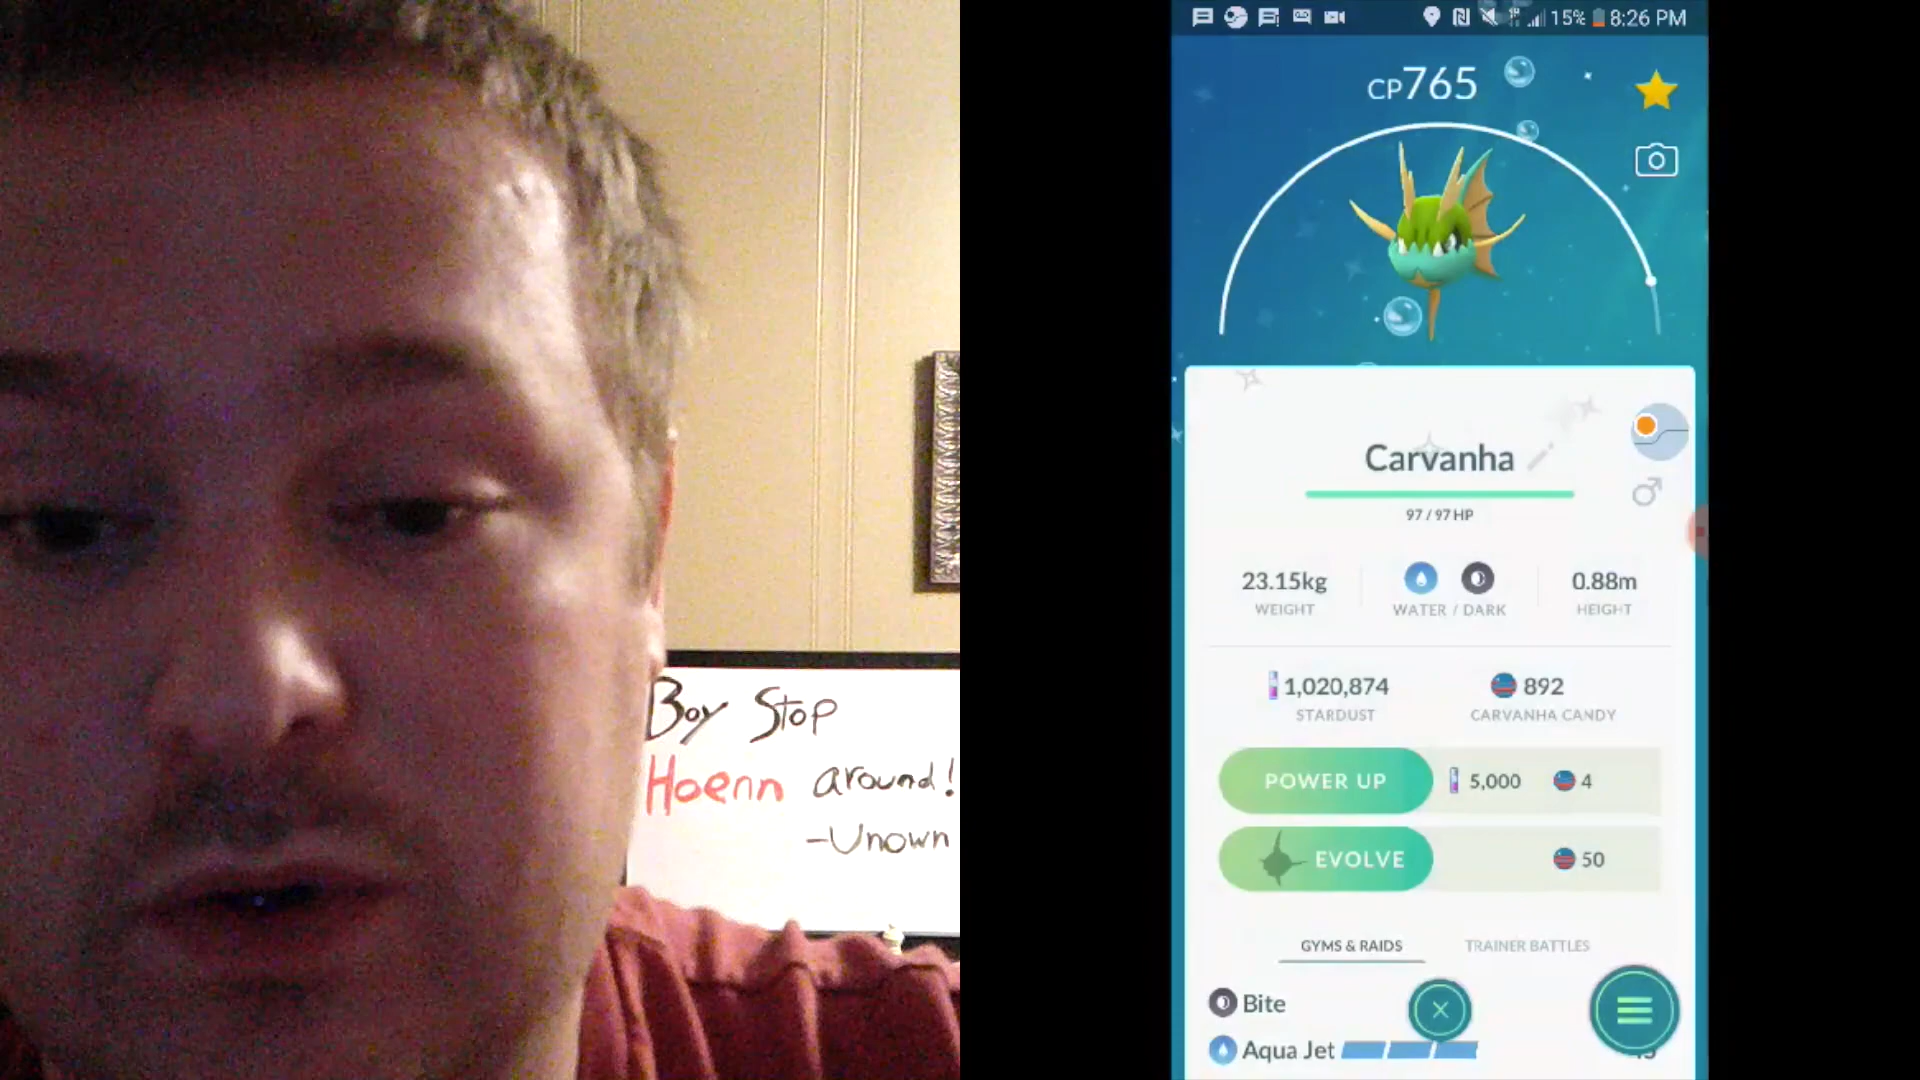 Boy Stop
Hoenn around!
-Unown
15% 8:26 PM
CP765
Carvanha
97 / 97 HP
23.15kg
WEIGHT
WATER / DARK
0.88m
HEIGHT
1,020,874
STARDUST
892
CARVANHA CANDY
POWER UP 5,000 4
EVOLVE 50
GYMS & RAIDS TRAINER BATTLES
Bite
Aqua Jet